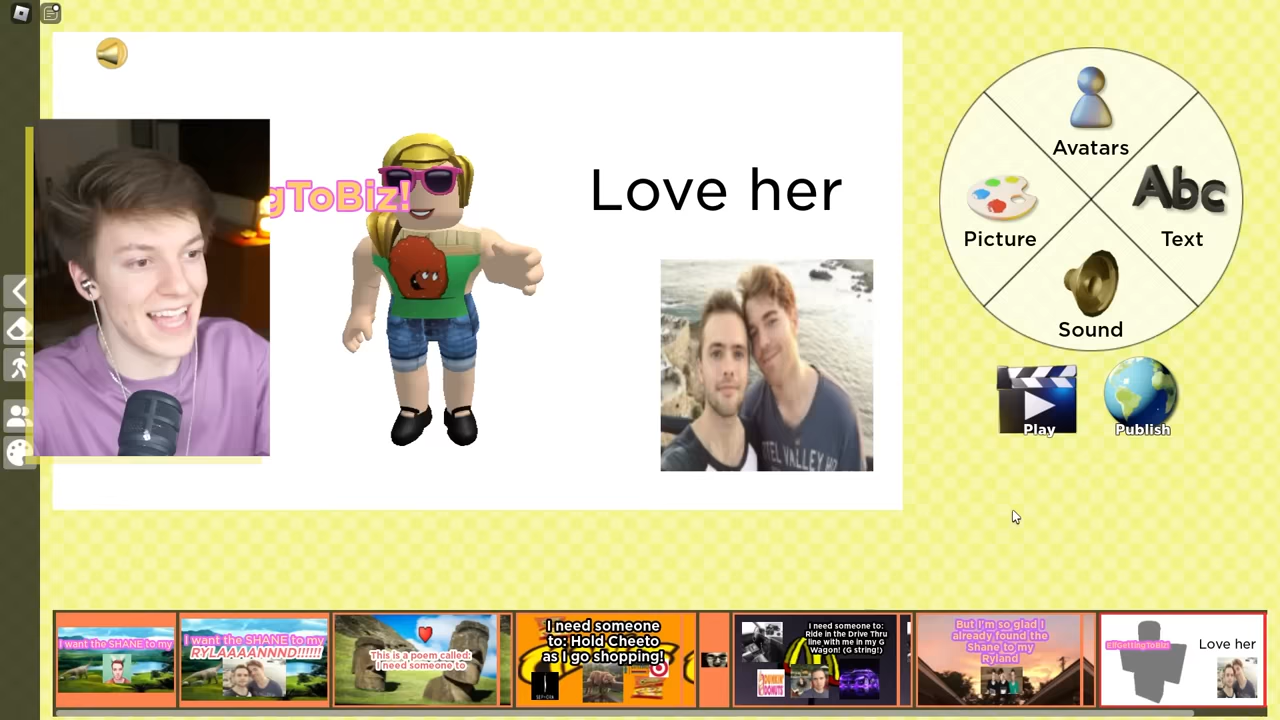 gToBiz!
Love her
Avatars
Picture
Abc
Text
Sound
Play
Publish
I want the SHANE to my
I want the SHANE to my
RYLAAAANNND!!!!!!
This is a poem called:
I need someone to
I need someone
to: Hold Cheeto
as I go shopping!
I need someone to:
Ride in the Drive Thru
line with me in my G
Wagon! (G string!)
DUNKIN'
DONUTS
But I'm so glad I
already found the
Shane to my
Ryland
ElfGettingToBiz!
Love her